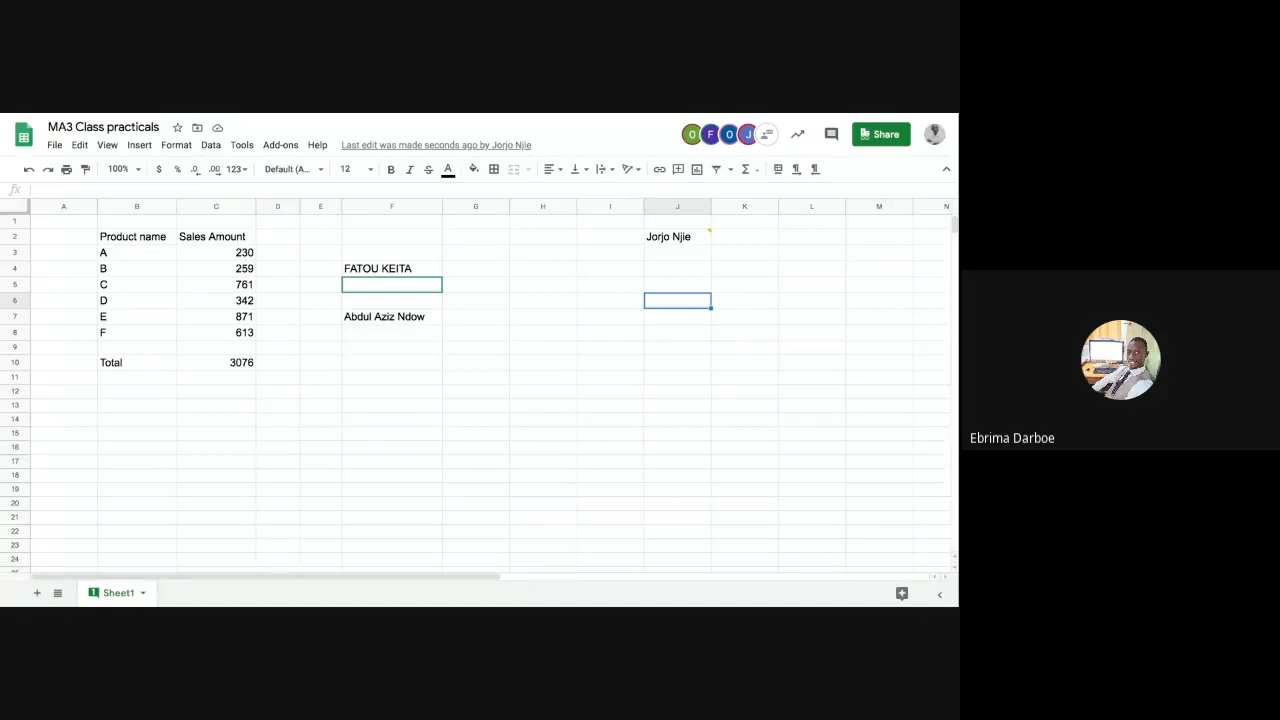 MA3 Class practicals
File Edit View Insert Format Data Tools Add-ons Help Last edit was made seconds ago by Jorjo Njie
O F O J
Share
100% $ % .0 .00 123 Default (A... 12 B I S A
fx
A B C D E F G H I J K L M N
1
2 Product name Sales Amount Jorjo Njie
3 A 230
4 B 259 FATOU KEITA
5 C 761
6 D 342
7 E 871 Abdul Aziz Ndow
8 F 613
9
10 Total 3076
11
12
13
14
15
16
17
18
19
20
21
22
23
24
1 Sheet1
Ebrima Darboe